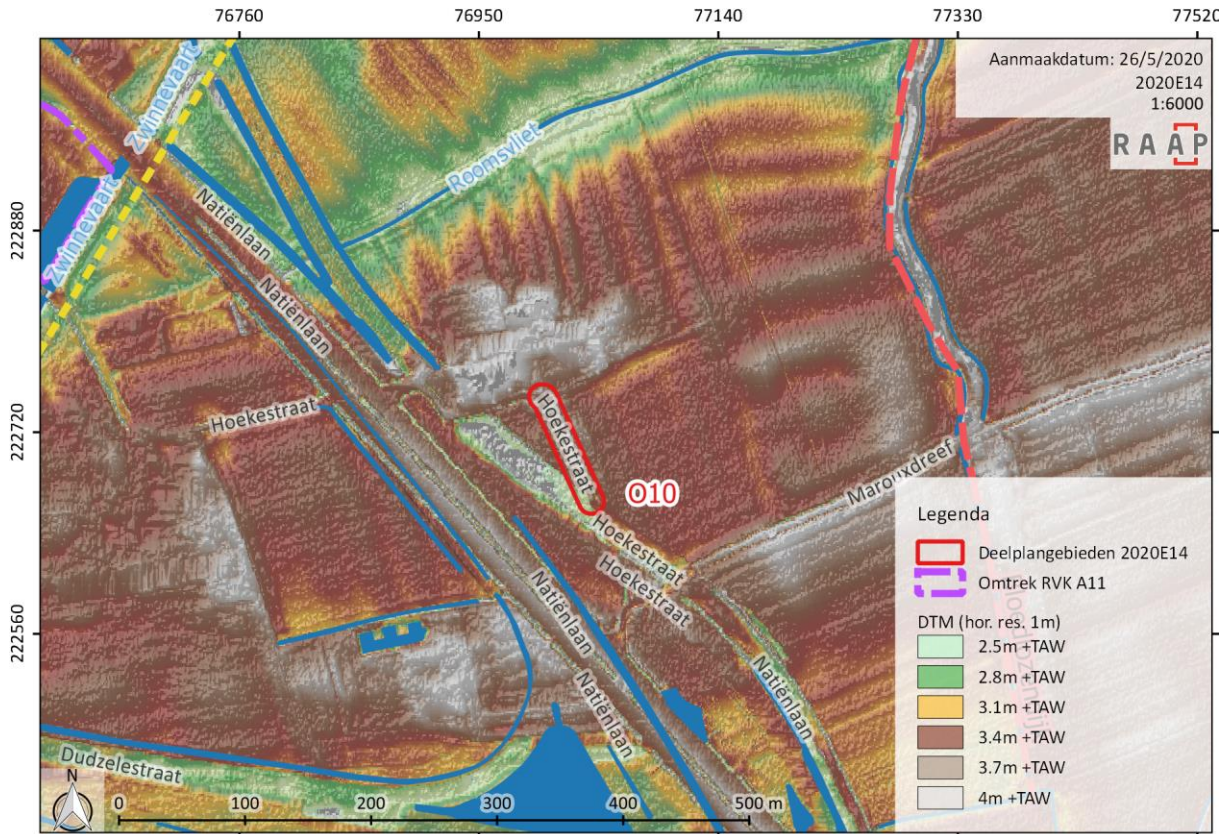 76760
76950
77140
77330
77520
Aanmaakdatum: 26/5/2020
2020E14
1:6000
RAAP
Zwinnevaart
Zwinnevaart
Roomsvliet
Natiënlaan
Natiënlaan
222880
222720
222560
Hoekestraat
Hoekestraat
O10
Marouxdreef
Hoekestraat
Hoekestraat
Natiënlaan
Natiënlaan
Natiënlaan
Dudzelestraat
Legenda
Deelplangebieden 2020E14
Omtrek RVK A11
DTM (hor. res. 1m)
2.5m +TAW
2.8m +TAW
3.1m +TAW
3.4m +TAW
3.7m +TAW
4m +TAW
N
0
100
200
300
400
500 m